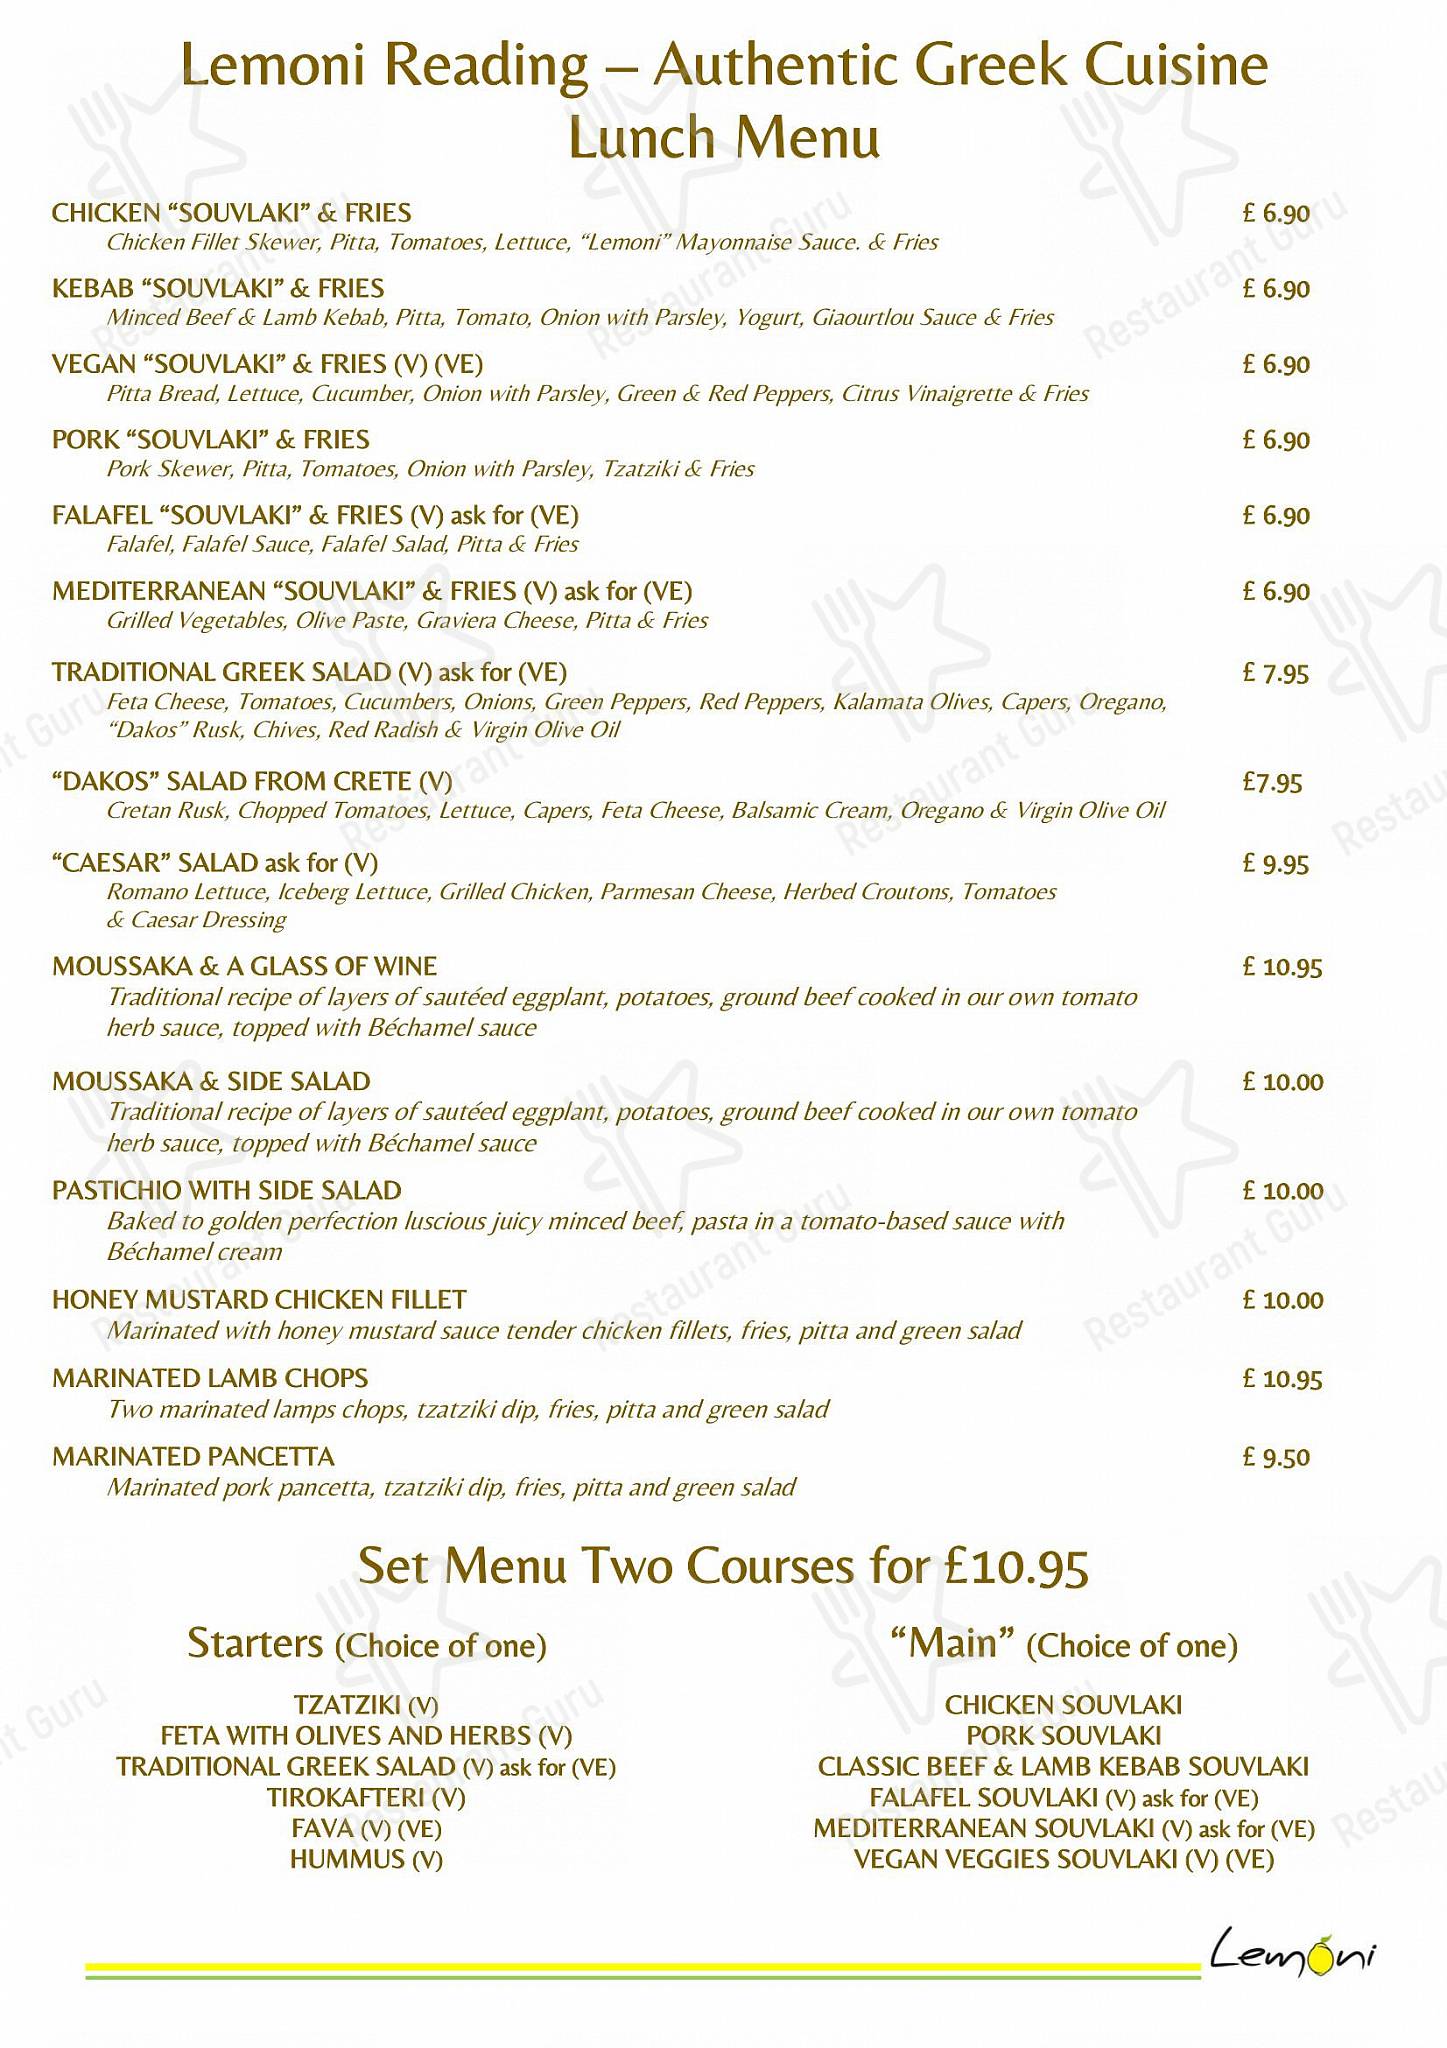 Lemoni Reading – Authentic Greek Cuisine
Lunch Menu
CHICKEN “SOUVLAKI” & FRIES £ 6.90
Chicken Fillet Skewer, Pitta, Tomatoes, Lettuce, “Lemoni” Mayonnaise Sauce. & Fries
KEBAB “SOUVLAKI” & FRIES £ 6.90
Minced Beef & Lamb Kebab, Pitta, Tomato, Onion with Parsley, Yogurt, Giaourtlou Sauce & Fries
VEGAN “SOUVLAKI” & FRIES (V) (VE) £ 6.90
Pitta Bread, Lettuce, Cucumber, Onion with Parsley, Green & Red Peppers, Citrus Vinaigrette & Fries
PORK “SOUVLAKI” & FRIES £ 6.90
Pork Skewer, Pitta, Tomatoes, Onion with Parsley, Tzatziki & Fries
FALAFEL “SOUVLAKI” & FRIES (V) ask for (VE) £ 6.90
Falafel, Falafel Sauce, Falafel Salad, Pitta & Fries
MEDITERRANEAN “SOUVLAKI” & FRIES (V) ask for (VE) £ 6.90
Grilled Vegetables, Olive Paste, Graviera Cheese, Pitta & Fries
TRADITIONAL GREEK SALAD (V) ask for (VE) £ 7.95
Feta Cheese, Tomatoes, Cucumbers, Onions, Green Peppers, Red Peppers, Kalamata Olives, Capers, Oregano,
“Dakos” Rusk, Chives, Red Radish & Virgin Olive Oil
“DAKOS” SALAD FROM CRETE (V) £7.95
Cretan Rusk, Chopped Tomatoes, Lettuce, Capers, Feta Cheese, Balsamic Cream, Oregano & Virgin Olive Oil
“CAESAR” SALAD ask for (V) £ 9.95
Romano Lettuce, Iceberg Lettuce, Grilled Chicken, Parmesan Cheese, Herbed Croutons, Tomatoes
& Caesar Dressing
MOUSSAKA & A GLASS OF WINE £ 10.95
Traditional recipe of layers of sautéed eggplant, potatoes, ground beef cooked in our own tomato
herb sauce, topped with Béchamel sauce
MOUSSAKA & SIDE SALAD £ 10.00
Traditional recipe of layers of sautéed eggplant, potatoes, ground beef cooked in our own tomato
herb sauce, topped with Béchamel sauce
PASTICHIO WITH SIDE SALAD £ 10.00
Baked to golden perfection luscious juicy minced beef, pasta in a tomato-based sauce with
Béchamel cream
HONEY MUSTARD CHICKEN FILLET £ 10.00
Marinated with honey mustard sauce tender chicken fillets, fries, pitta and green salad
MARINATED LAMB CHOPS £ 10.95
Two marinated lamps chops, tzatziki dip, fries, pitta and green salad
MARINATED PANCETTA £ 9.50
Marinated pork pancetta, tzatziki dip, fries, pitta and green salad
Set Menu Two Courses for £10.95
Starters (Choice of one)
TZATZIKI (V)
FETA WITH OLIVES AND HERBS (V)
TRADITIONAL GREEK SALAD (V) ask for (VE)
TIROKAFTERI (V)
FAVA (V) (VE)
HUMMUS (V)
“Main” (Choice of one)
CHICKEN SOUVLAKI
PORK SOUVLAKI
CLASSIC BEEF & LAMB KEBAB SOUVLAKI
FALAFEL SOUVLAKI (V) ask for (VE)
MEDITERRANEAN SOUVLAKI (V) ask for (VE)
VEGAN VEGGIES SOUVLAKI (V) (VE)
Lemoni
Restaurant Guru